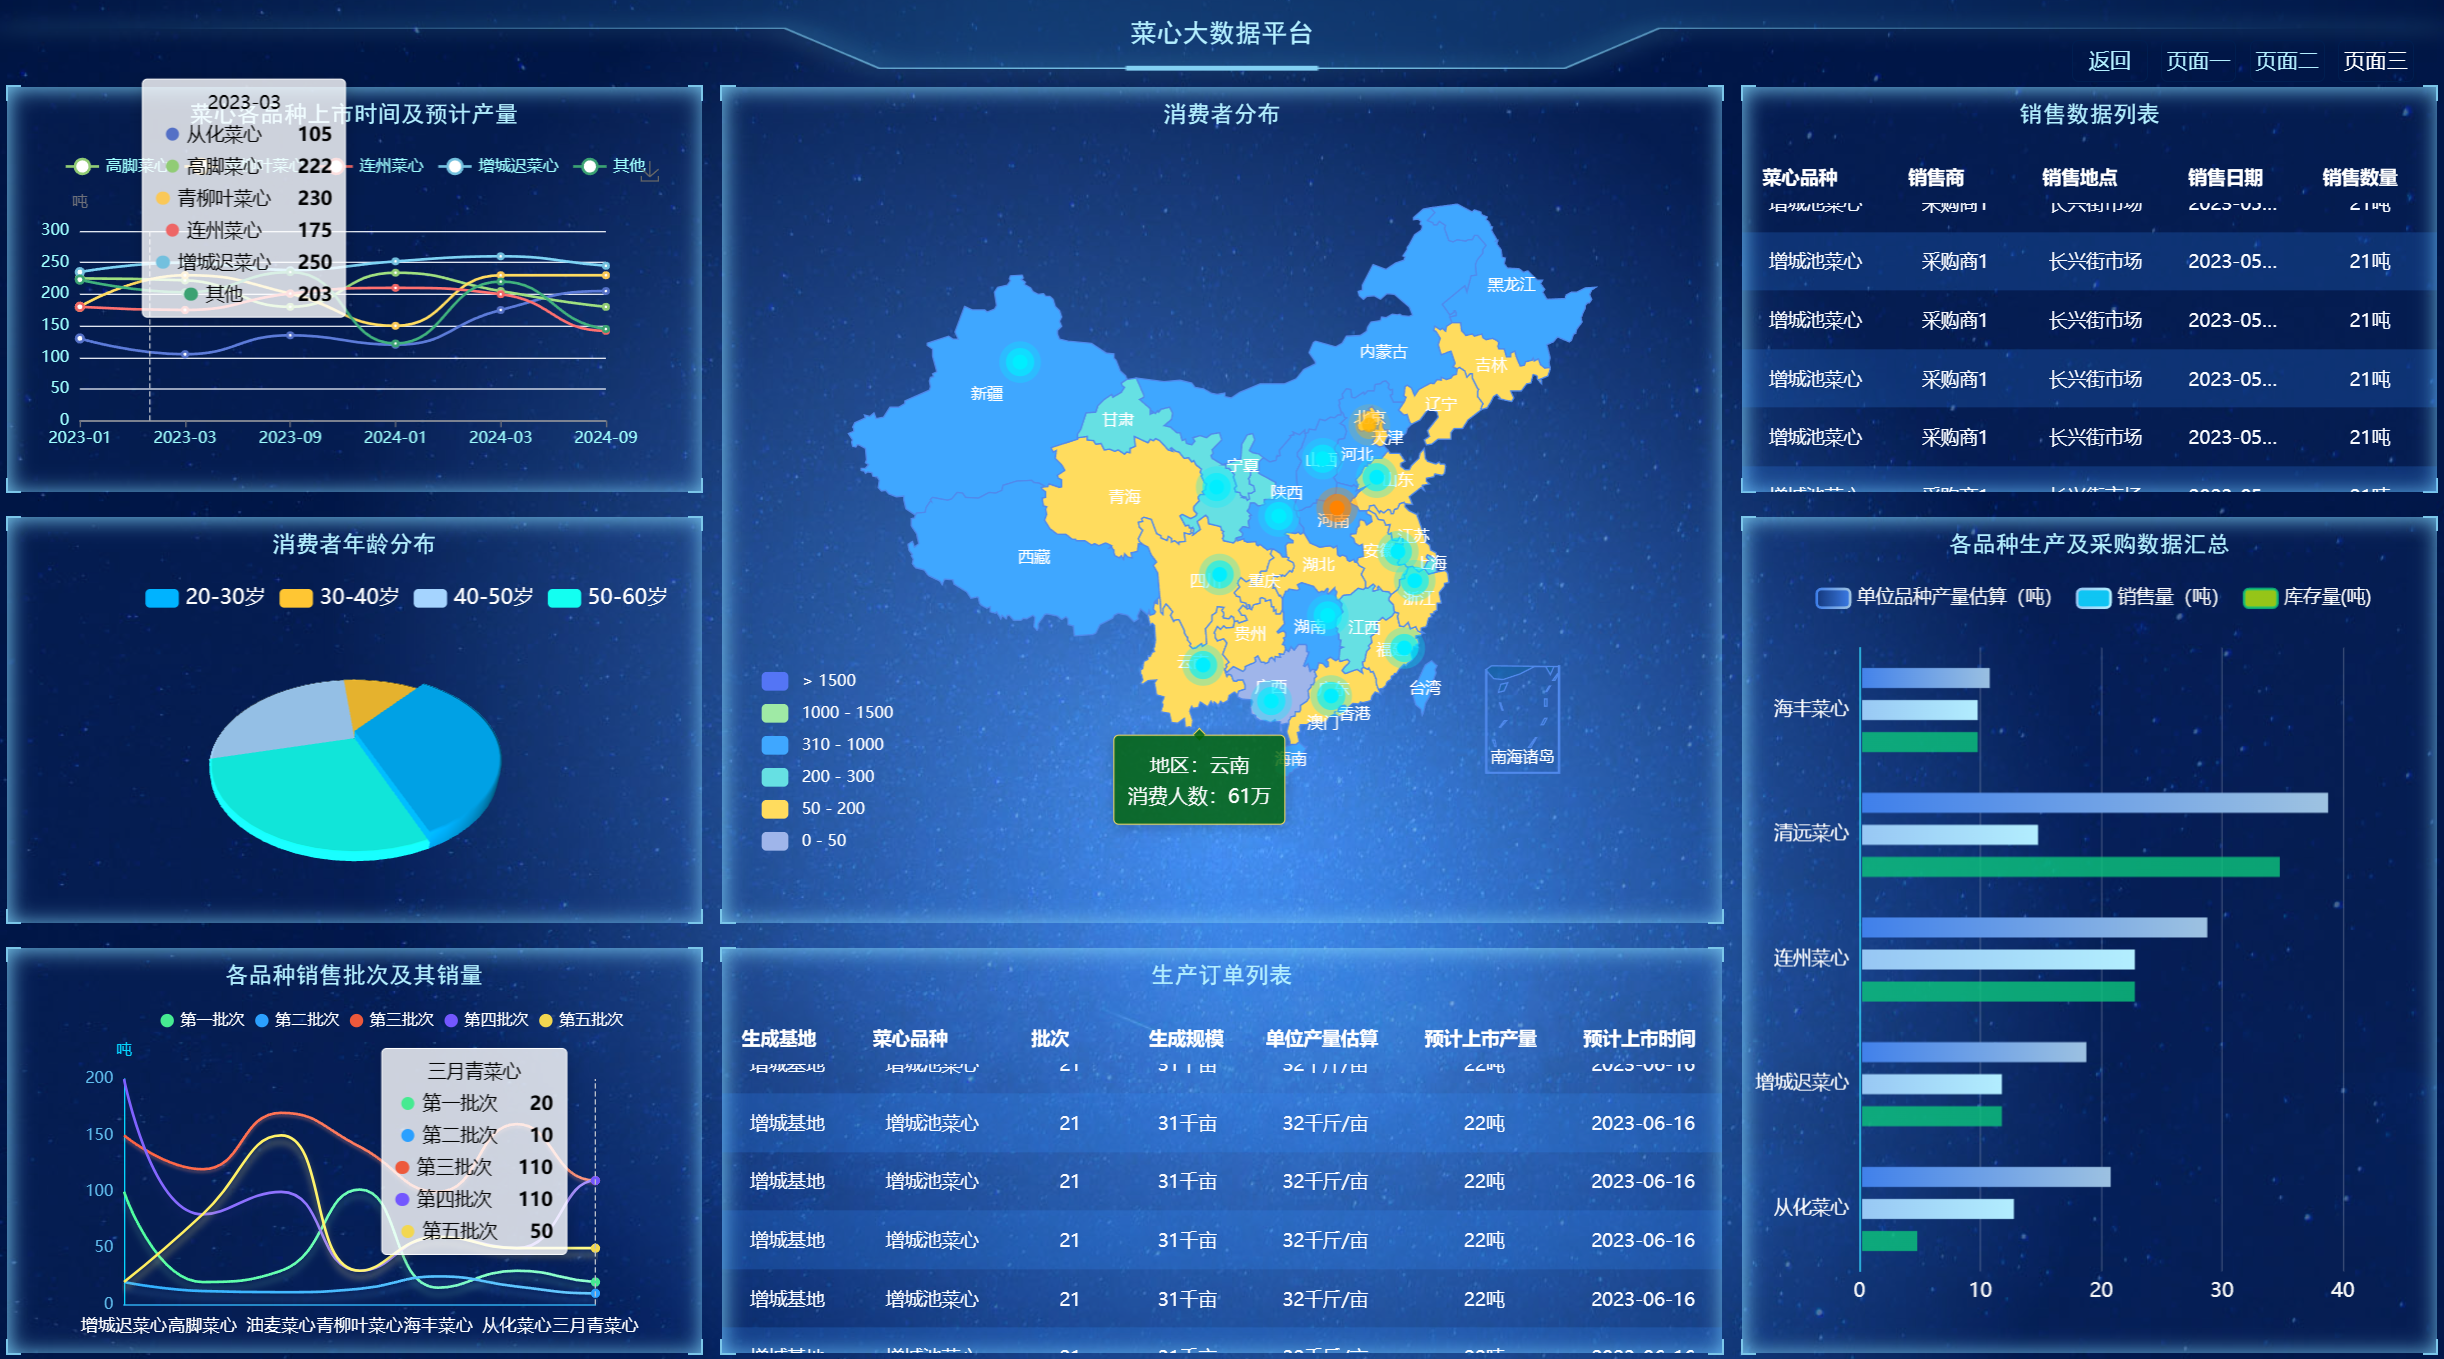 菜心大数据平台
返回 页面一 页面二 页面三
菜心各品种上市时间及预计产量
高脚菜心 连州菜心 增城迟菜心 其他
吨
300
250
200
150
100
50
0
2023-01 2023-03 2023-09 2024-01 2024-03 2024-09
2023-03
从化菜心 105
高脚菜心 222
青柳叶菜心 230
连州菜心 175
增城迟菜心 250
其他 203
消费者年龄分布
20-30岁 30-40岁 40-50岁 50-60岁
各品种销售批次及其销量
第一批次 第二批次 第三批次 第四批次 第五批次
吨
200
150
100
50
0
增城迟菜心 高脚菜心 油麦菜心 青柳叶菜心 海丰菜心 从化菜心 三月青菜心
三月青菜心
第一批次 20
第二批次 10
第三批次 110
第四批次 110
第五批次 50
消费者分布
黑龙江
内蒙古
吉林
新疆
辽宁
北京
甘肃
天津
河北
山西
宁夏
山东
陕西
青海
河南
江苏
安
西藏
上海
湖北
四川
重庆
浙江
湖南
江西
贵州
福
云
广西
台湾
香港
澳门
海南
南海诸岛
> 1500
1000 - 1500
310 - 1000
200 - 300
50 - 200
0 - 50
地区：云南
消费人数：61万
生产订单列表
生成基地 菜心品种 批次 生成规模 单位产量估算 预计上市产量 预计上市时间
增城基地 增城池菜心 21 31千亩 32千斤/亩 22吨 2023-06-16
增城基地 增城池菜心 21 31千亩 32千斤/亩 22吨 2023-06-16
增城基地 增城池菜心 21 31千亩 32千斤/亩 22吨 2023-06-16
增城基地 增城池菜心 21 31千亩 32千斤/亩 22吨 2023-06-16
增城基地 增城池菜心 21 31千亩 32千斤/亩 22吨 2023-06-16
销售数据列表
菜心品种 销售商 销售地点 销售日期 销售数量
增城池菜心 采购商1 长兴街市场 2023-05... 21吨
增城池菜心 采购商1 长兴街市场 2023-05... 21吨
增城池菜心 采购商1 长兴街市场 2023-05... 21吨
增城池菜心 采购商1 长兴街市场 2023-05... 21吨
增城池菜心 采购商1 长兴街市场 2023-05... 21吨
各品种生产及采购数据汇总
单位品种产量估算（吨） 销售量（吨） 库存量(吨)
海丰菜心
清远菜心
连州菜心
增城迟菜心
从化菜心
0 10 20 30 40